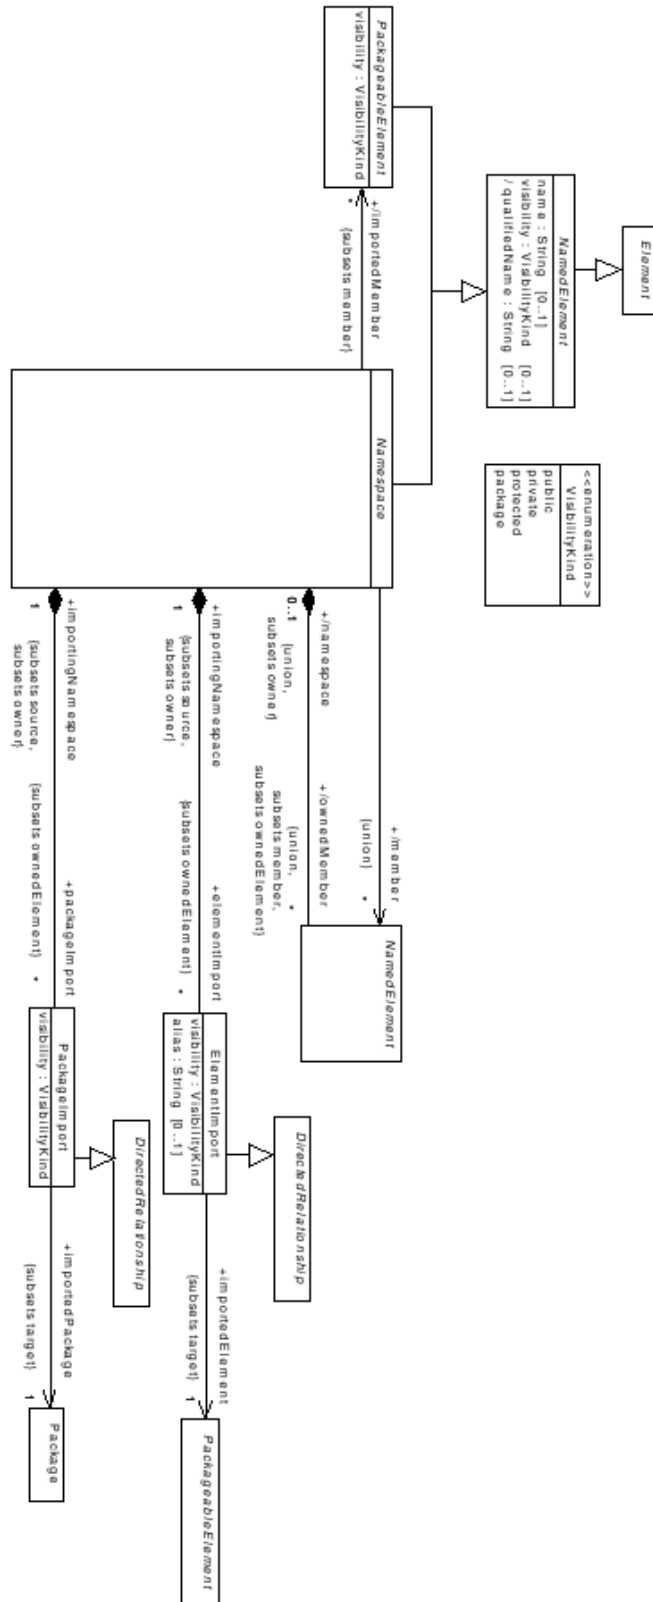 Element
NamedElement
name : String [0..1]
visibility : VisibilityKind [0..1]
/ qualifiedName : String [0..1]
<<enumeration>>
VisibilityKind
public
private
protected
package
PackageableElement
visibility : VisibilityKind
+/importedMember
*
{subsets member}
Namespace
+/member
{union}
*
NamedElement
+/namespace
0..1
{union,
subsets owner}
+/ownedMember
{union,
*
subsets member,
subsets ownedElement}
+importingNamespace
1
{subsets source,
subsets owner}
+elementImport
{subsets ownedElement}
*
ElementImport
visibility : VisibilityKind
alias : String [0..1]
DirectedRelationship
+importedElement
{subsets target}
1
PackageableElement
+importingNamespace
1
{subsets source,
subsets owner}
+packageImport
{subsets ownedElement}
*
PackageImport
visibility : VisibilityKind
DirectedRelationship
+importedPackage
{subsets target}
1
Package